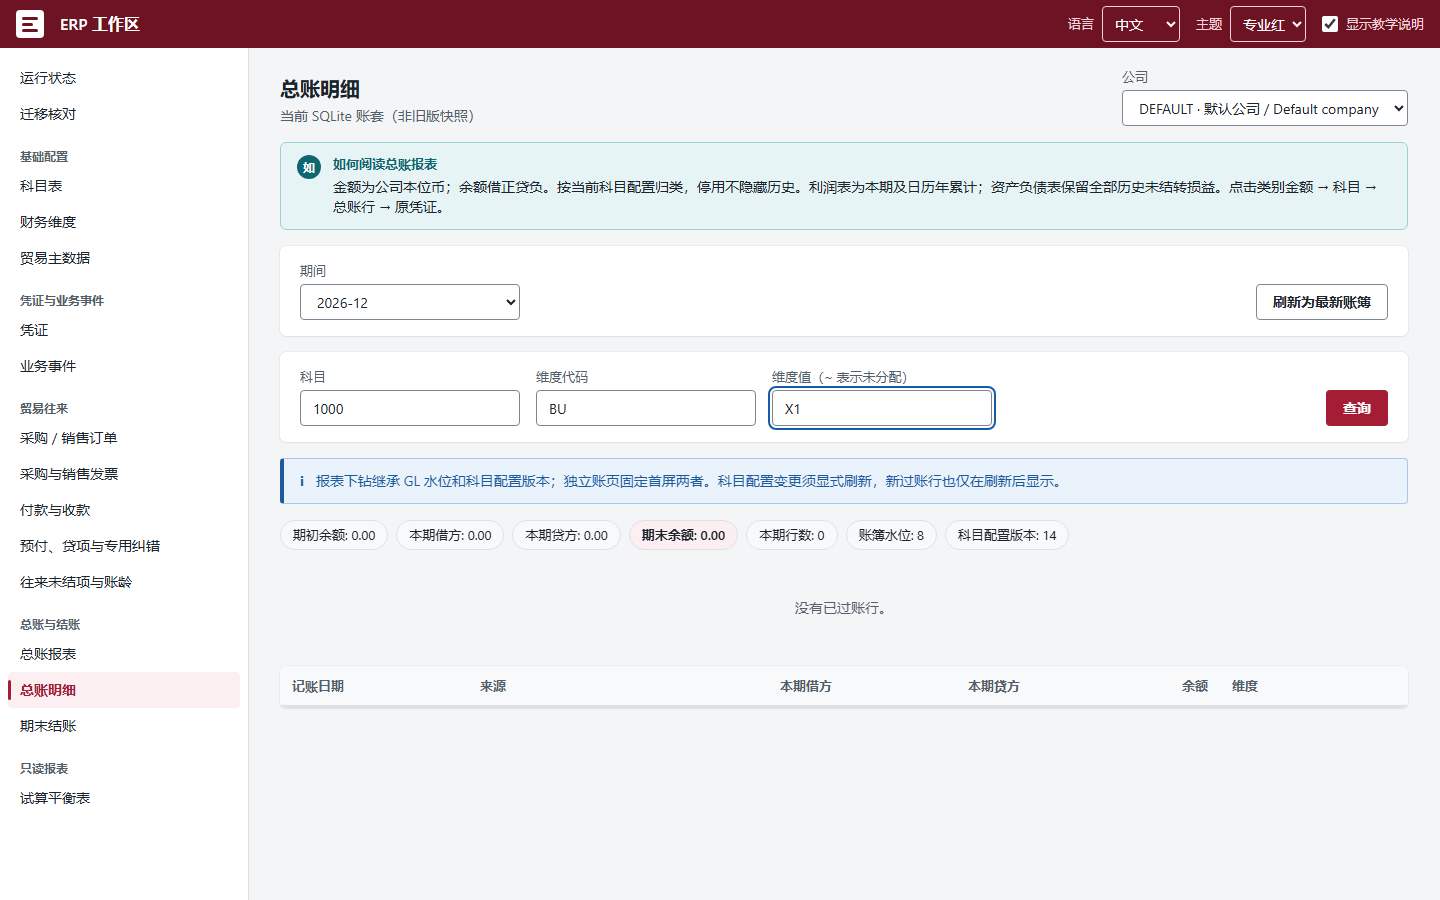 ERP 工作区
语言 中文 主题 专业红 显示教学说明
运行状态
迁移核对
基础配置
科目表
财务维度
贸易主数据
凭证与业务事件
凭证
业务事件
贸易往来
采购 / 销售订单
采购与销售发票
付款与收款
预付、贷项与专用纠错
往来未结项与账龄
总账与结账
总账报表
总账明细
期末结账
只读报表
试算平衡表
总账明细
当前 SQLite 账套（非旧版快照）
公司
DEFAULT · 默认公司 / Default company
如
如何阅读总账报表
金额为公司本位币；余额借正贷负。按当前科目配置归类，停用不隐藏历史。利润表为本期及日历年累计；资产负债表保留全部历史未结转损益。点击类别金额 → 科目 →
总账行 → 原凭证。
期间
2026-12
刷新为最新账簿
科目 维度代码 维度值（~ 表示未分配）
1000 BU X1 查询
i 报表下钻继承 GL 水位和科目配置版本；独立账页固定首屏两者。科目配置变更须显式刷新，新过账行也仅在刷新后显示。
期初余额: 0.00 本期借方: 0.00 本期贷方: 0.00 期末余额: 0.00 本期行数: 0 账簿水位: 8 科目配置版本: 14
没有已过账行。
记账日期 来源 本期借方 本期贷方 余额 维度